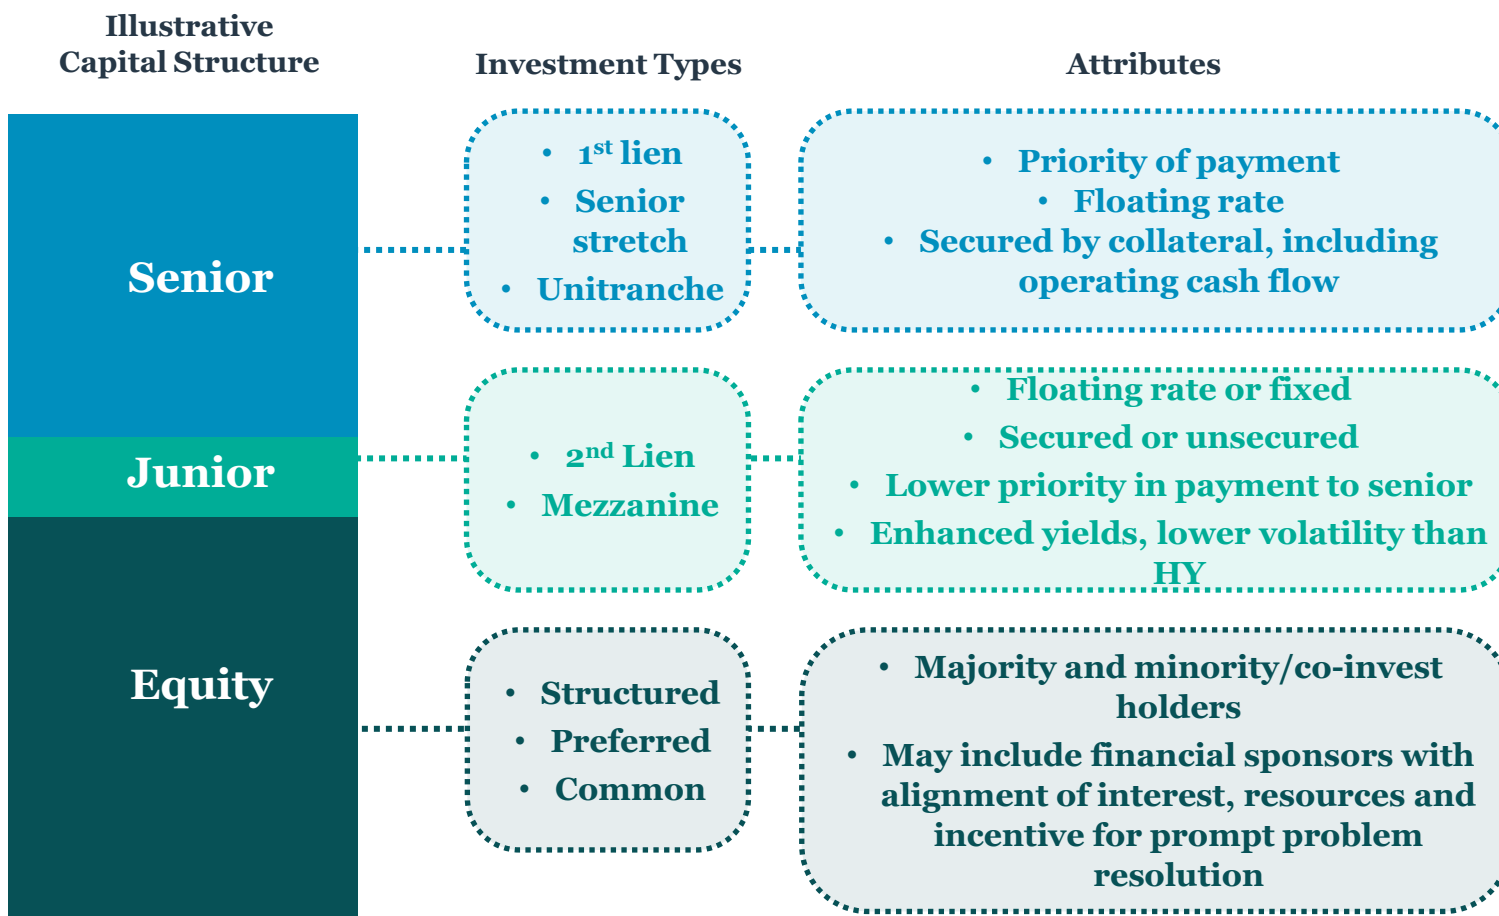 Illustrative
Capital Structure
Investment Types
Attributes
Senior
• 1st lien
• Senior
stretch
• Unitranche
• Priority of payment
• Floating rate
• Secured by collateral, including
operating cash flow
Junior
• 2nd Lien
• Mezzanine
• Floating rate or fixed
• Secured or unsecured
• Lower priority in payment to senior
• Enhanced yields, lower volatility than
HY
Equity
• Structured
• Preferred
• Common
• Majority and minority/co-invest
holders
• May include financial sponsors with
alignment of interest, resources and
incentive for prompt problem
resolution